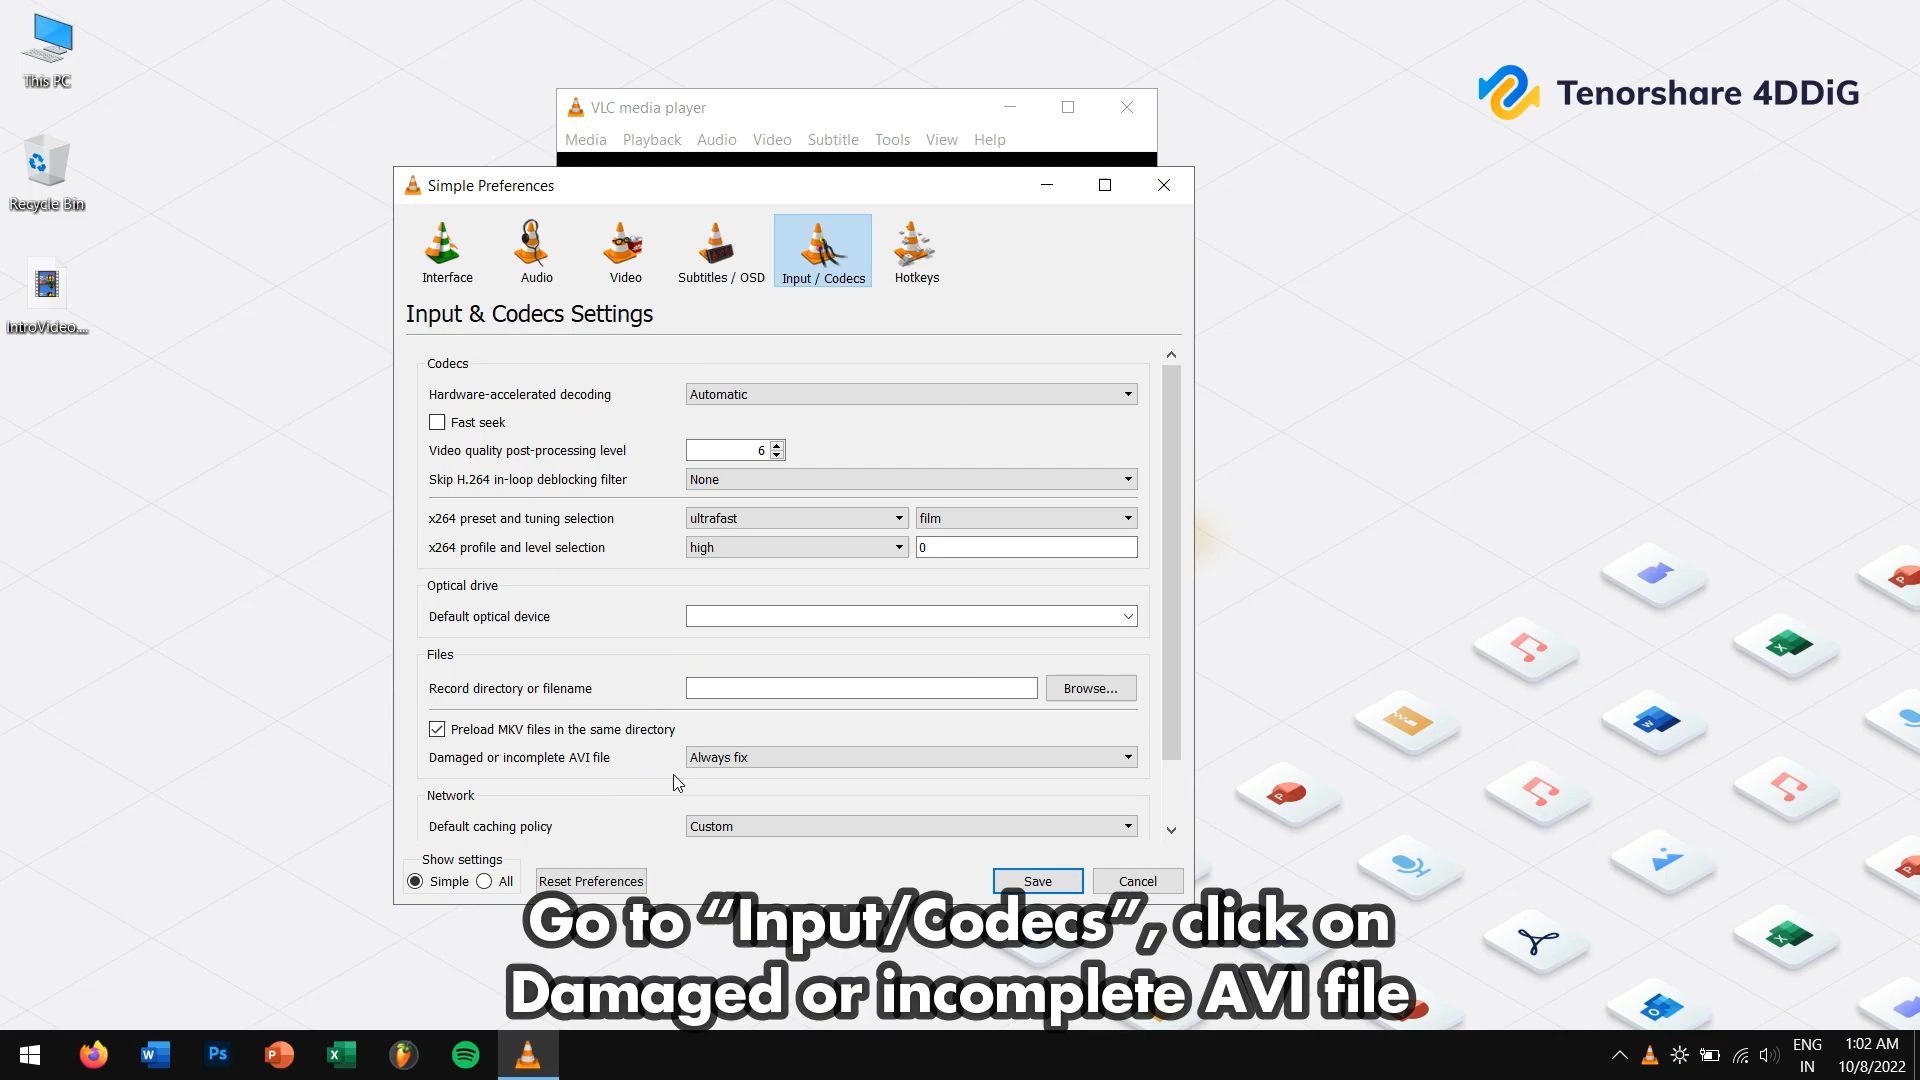 This PC
Recycle Bin
IntroVideo....
Tenorshare 4DDiG
VLC media player
Media Playback Audio Video Subtitle Tools View Help
Simple Preferences
Interface Audio Video Subtitles / OSD Input / Codecs Hotkeys
Input & Codecs Settings
Codecs
Hardware-accelerated decoding Automatic
Fast seek
Video quality post-processing level 6
Skip H.264 in-loop deblocking filter None
x264 preset and tuning selection ultrafast film
x264 profile and level selection high 0
Optical drive
Default optical device
Files
Record directory or filename Browse...
Preload MKV files in the same directory
Damaged or incomplete AVI file Always fix
Network
Default caching policy Custom
Show settings
Simple All Reset Preferences Save Cancel
Go to “Input/Codecs”, click on
Damaged or incomplete AVI file
ENG 1:02 AM
IN 10/8/2022